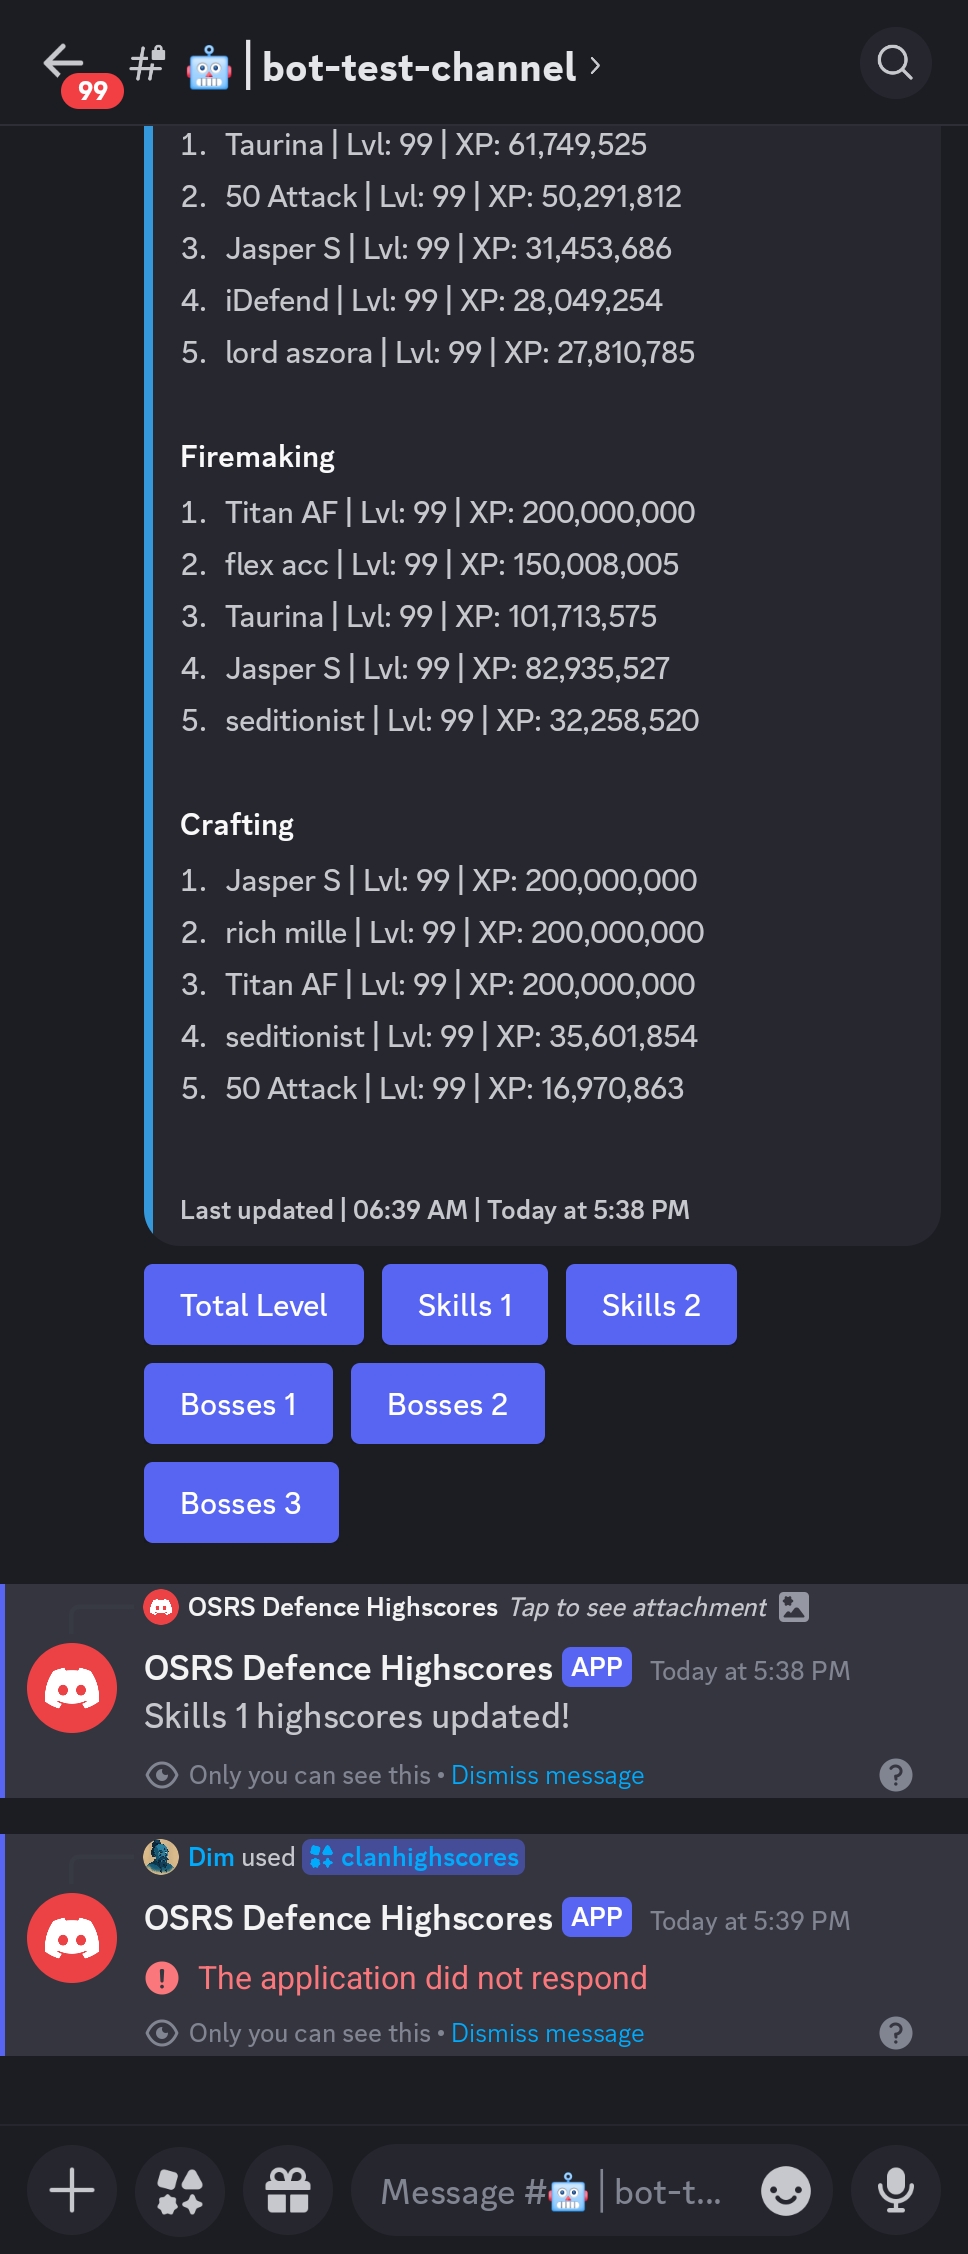 99
# 🤖 | bot-test-channel ›
1. Taurina | Lvl: 99 | XP: 61,749,525
2. 50 Attack | Lvl: 99 | XP: 50,291,812
3. Jasper S | Lvl: 99 | XP: 31,453,686
4. iDefend | Lvl: 99 | XP: 28,049,254
5. lord aszora | Lvl: 99 | XP: 27,810,785
Firemaking
1. Titan AF | Lvl: 99 | XP: 200,000,000
2. flex acc | Lvl: 99 | XP: 150,008,005
3. Taurina | Lvl: 99 | XP: 101,713,575
4. Jasper S | Lvl: 99 | XP: 82,935,527
5. seditionist | Lvl: 99 | XP: 32,258,520
Crafting
1. Jasper S | Lvl: 99 | XP: 200,000,000
2. rich mille | Lvl: 99 | XP: 200,000,000
3. Titan AF | Lvl: 99 | XP: 200,000,000
4. seditionist | Lvl: 99 | XP: 35,601,854
5. 50 Attack | Lvl: 99 | XP: 16,970,863
Last updated | 06:39 AM | Today at 5:38 PM
Total Level Skills 1 Skills 2
Bosses 1 Bosses 2
Bosses 3
OSRS Defence Highscores Tap to see attachment
OSRS Defence Highscores APP Today at 5:38 PM
Skills 1 highscores updated!
Only you can see this • Dismiss message
Dim used clanhighscores
OSRS Defence Highscores APP Today at 5:39 PM
The application did not respond
Only you can see this • Dismiss message
Message #🤖 | bot-t...